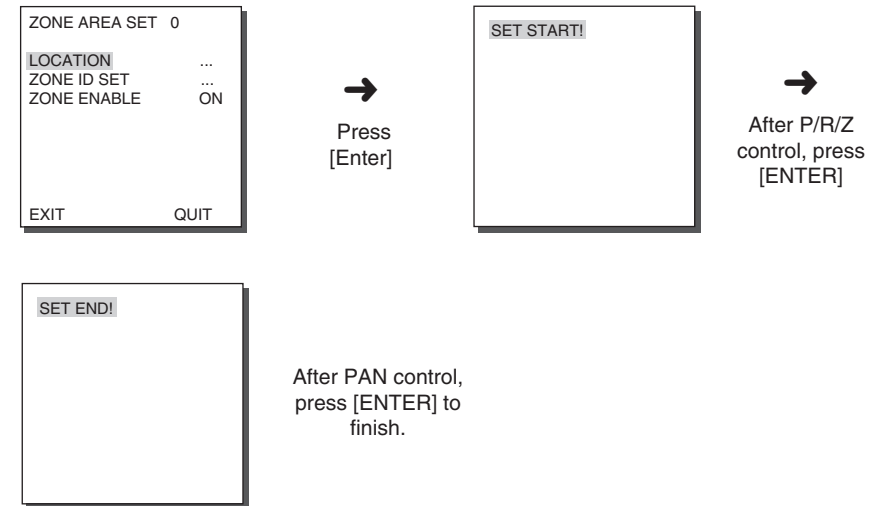 ZONE AREA SET 0
LOCATION ...
ZONE ID SET ...
ZONE ENABLE ON
EXIT QUIT
Press
[Enter]
SET START!
After P/R/Z
control, press
[ENTER]
SET END!
After PAN control,
press [ENTER] to
finish.